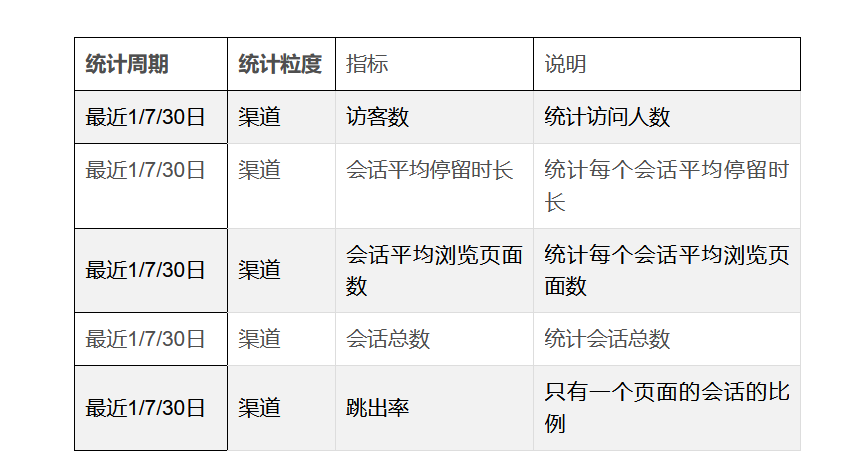 统计周期 统计粒度 指标 说明
最近1/7/30日 渠道 访客数 统计访问人数
最近1/7/30日 渠道 会话平均停留时长 统计每个会话平均停留时
长
最近1/7/30日 渠道 会话平均浏览页面 统计每个会话平均浏览页
数 面数
最近1/7/30日 渠道 会话总数 统计会话总数
最近1/7/30日 渠道 跳出率 只有一个页面的会话的比
例